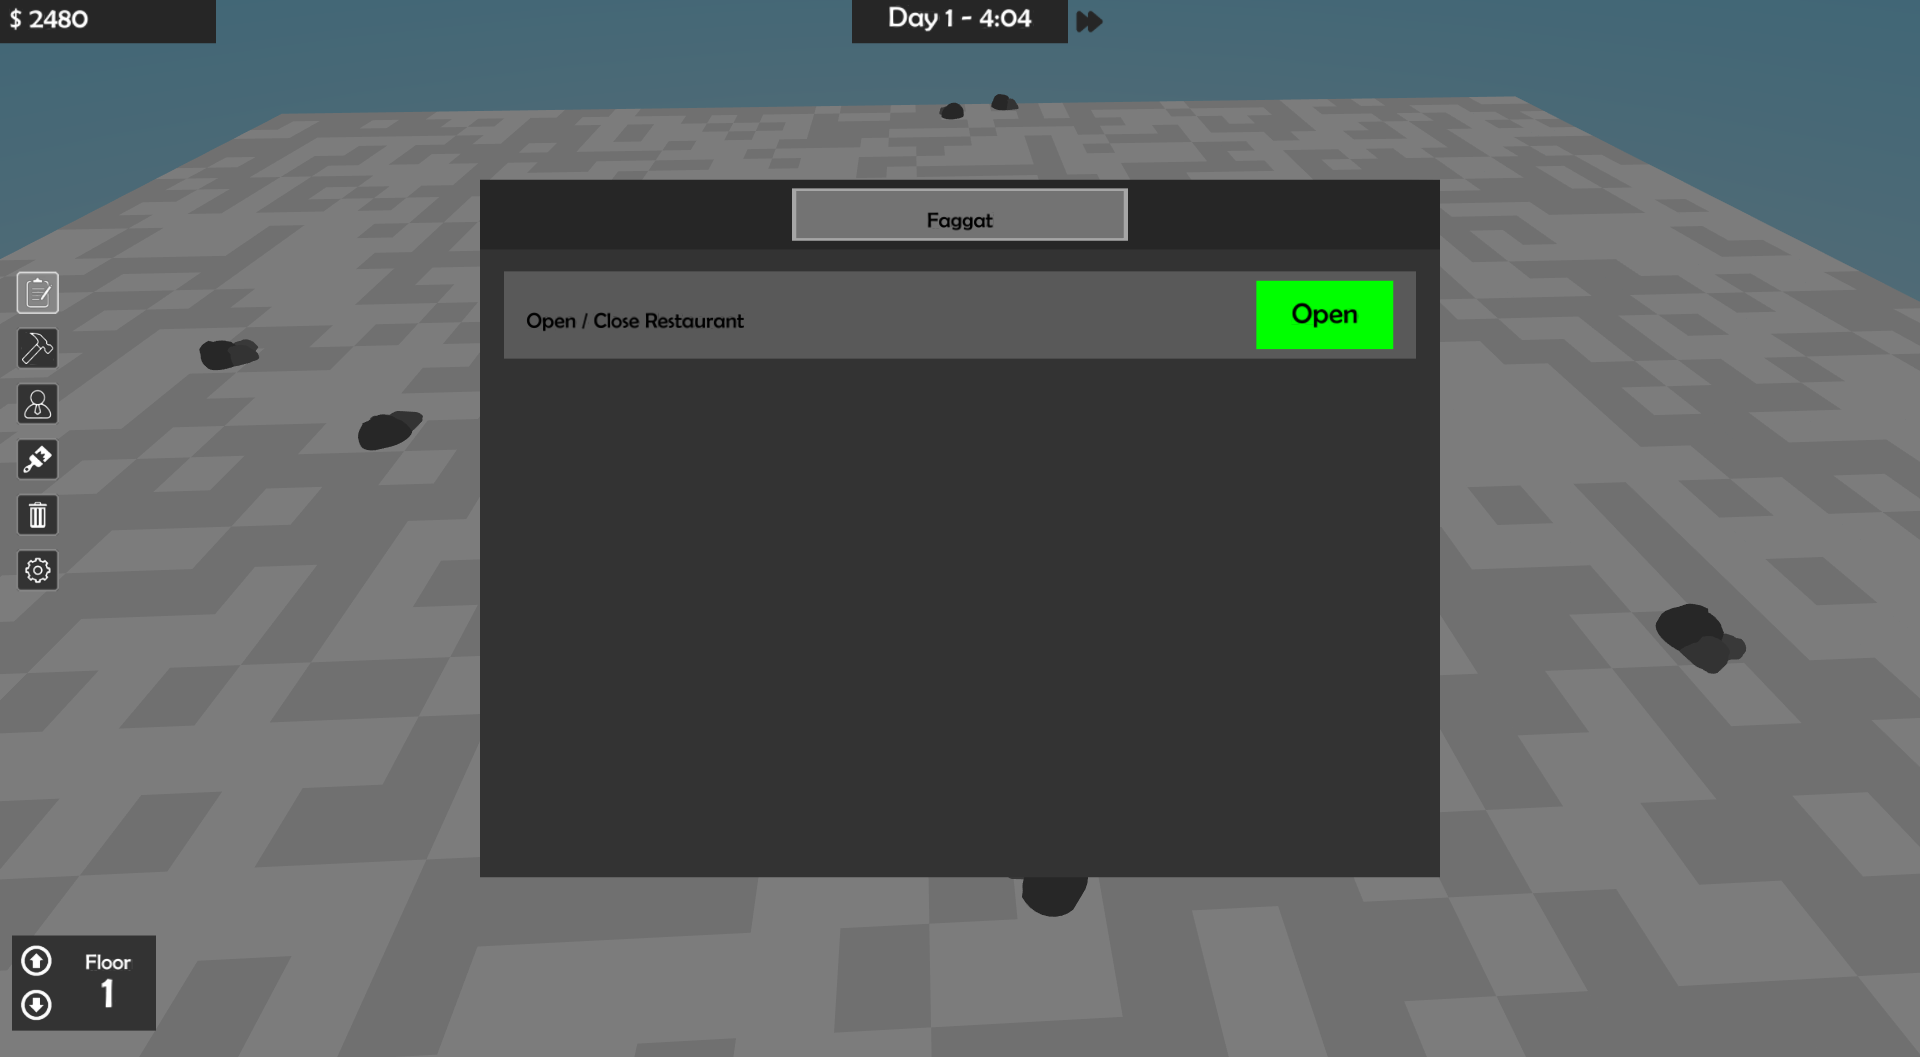 $ 2480
Day 1 - 4:04
Faggat
Open / Close Restaurant
Open
Floor
1